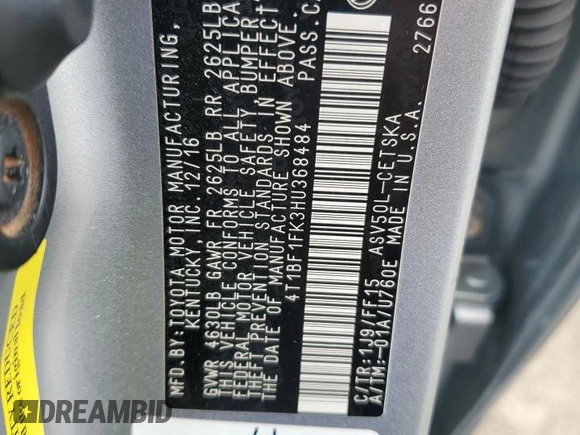 MFD. BY:TOYOTA MOTOR MANUFACTURING,
KENTUCKY, INC. 12/16
GVWR 4630LB GAWR FR 2625LB RR 2625LB
THIS VEHICLE CONFORMS TO ALL APPLICA
FEDERAL MOTOR VEHICLE SAFETY BUMPER,
THEFT PREVENTION STANDARDS IN EFFECT
THE DATE OF MANUFACTURE SHOWN ABOVE.
4T1BF1FK3HU368484 PASS.CA
C/TR:1J9/FF15 ASV50L-CETSKA
A/TM:-01A/U760E MADE IN U.S.A. 2766
DREAMBID